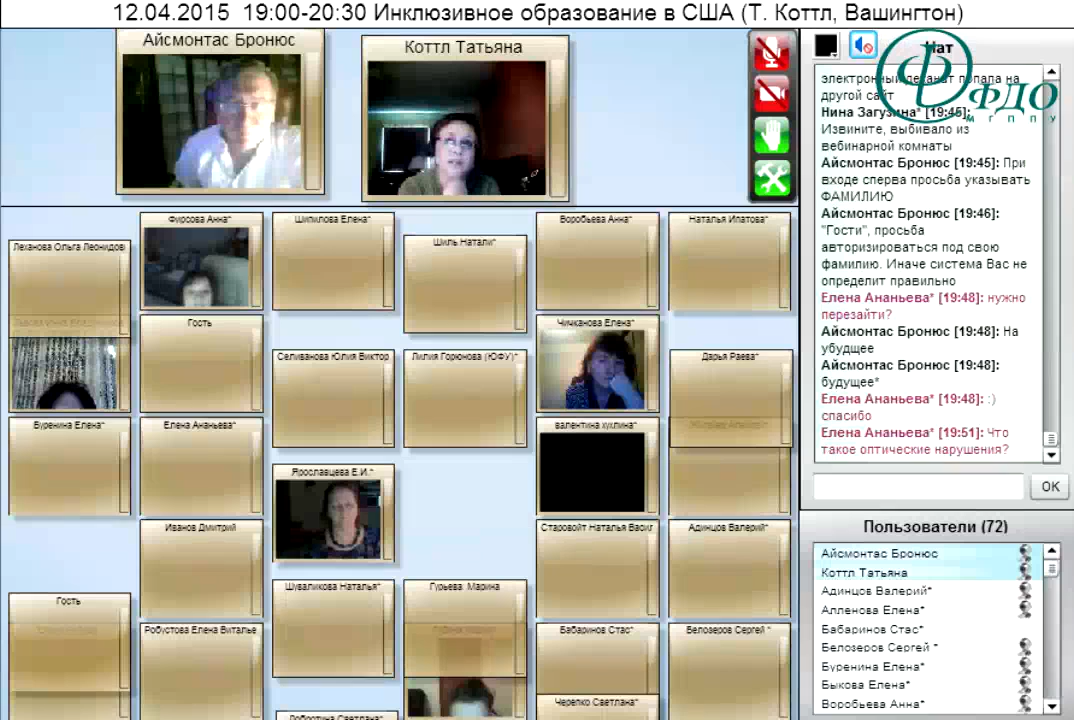 12.04.2015 19:00-20:30 Инклюзивное образование в США (Т. Коттл, Вашингтон)
Айсмонтас Бронюс
Коттл Татьяна
Фирсова Анна*
Шипилова Елена*
Воробьева Анна*
Наталья Ипатова*
Леханова Ольга Леонидов
Шиль Натали*
Гость
Чичканова Елена*
Селиванова Юлия Виктор
Лилия Горюнова (ЮФУ)*
Дарья Раева*
Буренина Елена*
Елена Ананьева*
валентина хухлина*
Ярославцева Е.И.*
Иванов Дмитрий
Старовойт Наталья Васил
Адинцов Валерий*
Шуваликова Наталья*
Гурьева Марина
Гость
Робустова Елена Виталье
Бабаринов Стас*
Белозеров Сергей *
Черепко Светлана*
Добротина Светлана*
Чат
ФДО
МГППУ
электронный деканат попала на
другой сайт
Нина Загузина* [19:45]:
Извините, выбивало из
вебинарной комнаты
Айсмонтас Бронюс [19:45]: При
входе сперва просьба указывать
ФАМИЛИЮ
Айсмонтас Бронюс [19:46]:
"Гости", просьба
авторизироваться под свою
фамилию. Иначе система Вас не
определит правильно
Елена Ананьева* [19:48]: нужно
перезайти?
Айсмонтас Бронюс [19:48]: На
убудщее
Айсмонтас Бронюс [19:48]:
будущее*
Елена Ананьева* [19:48]: :)
спасибо
Елена Ананьева* [19:51]: Что
такое оптические нарушения?
OK
Пользователи (72)
Айсмонтас Бронюс
Коттл Татьяна
Адинцов Валерий*
Алленова Елена*
Бабаринов Стас*
Белозеров Сергей *
Буренина Елена*
Быкова Елена*
Воробьева Анна*